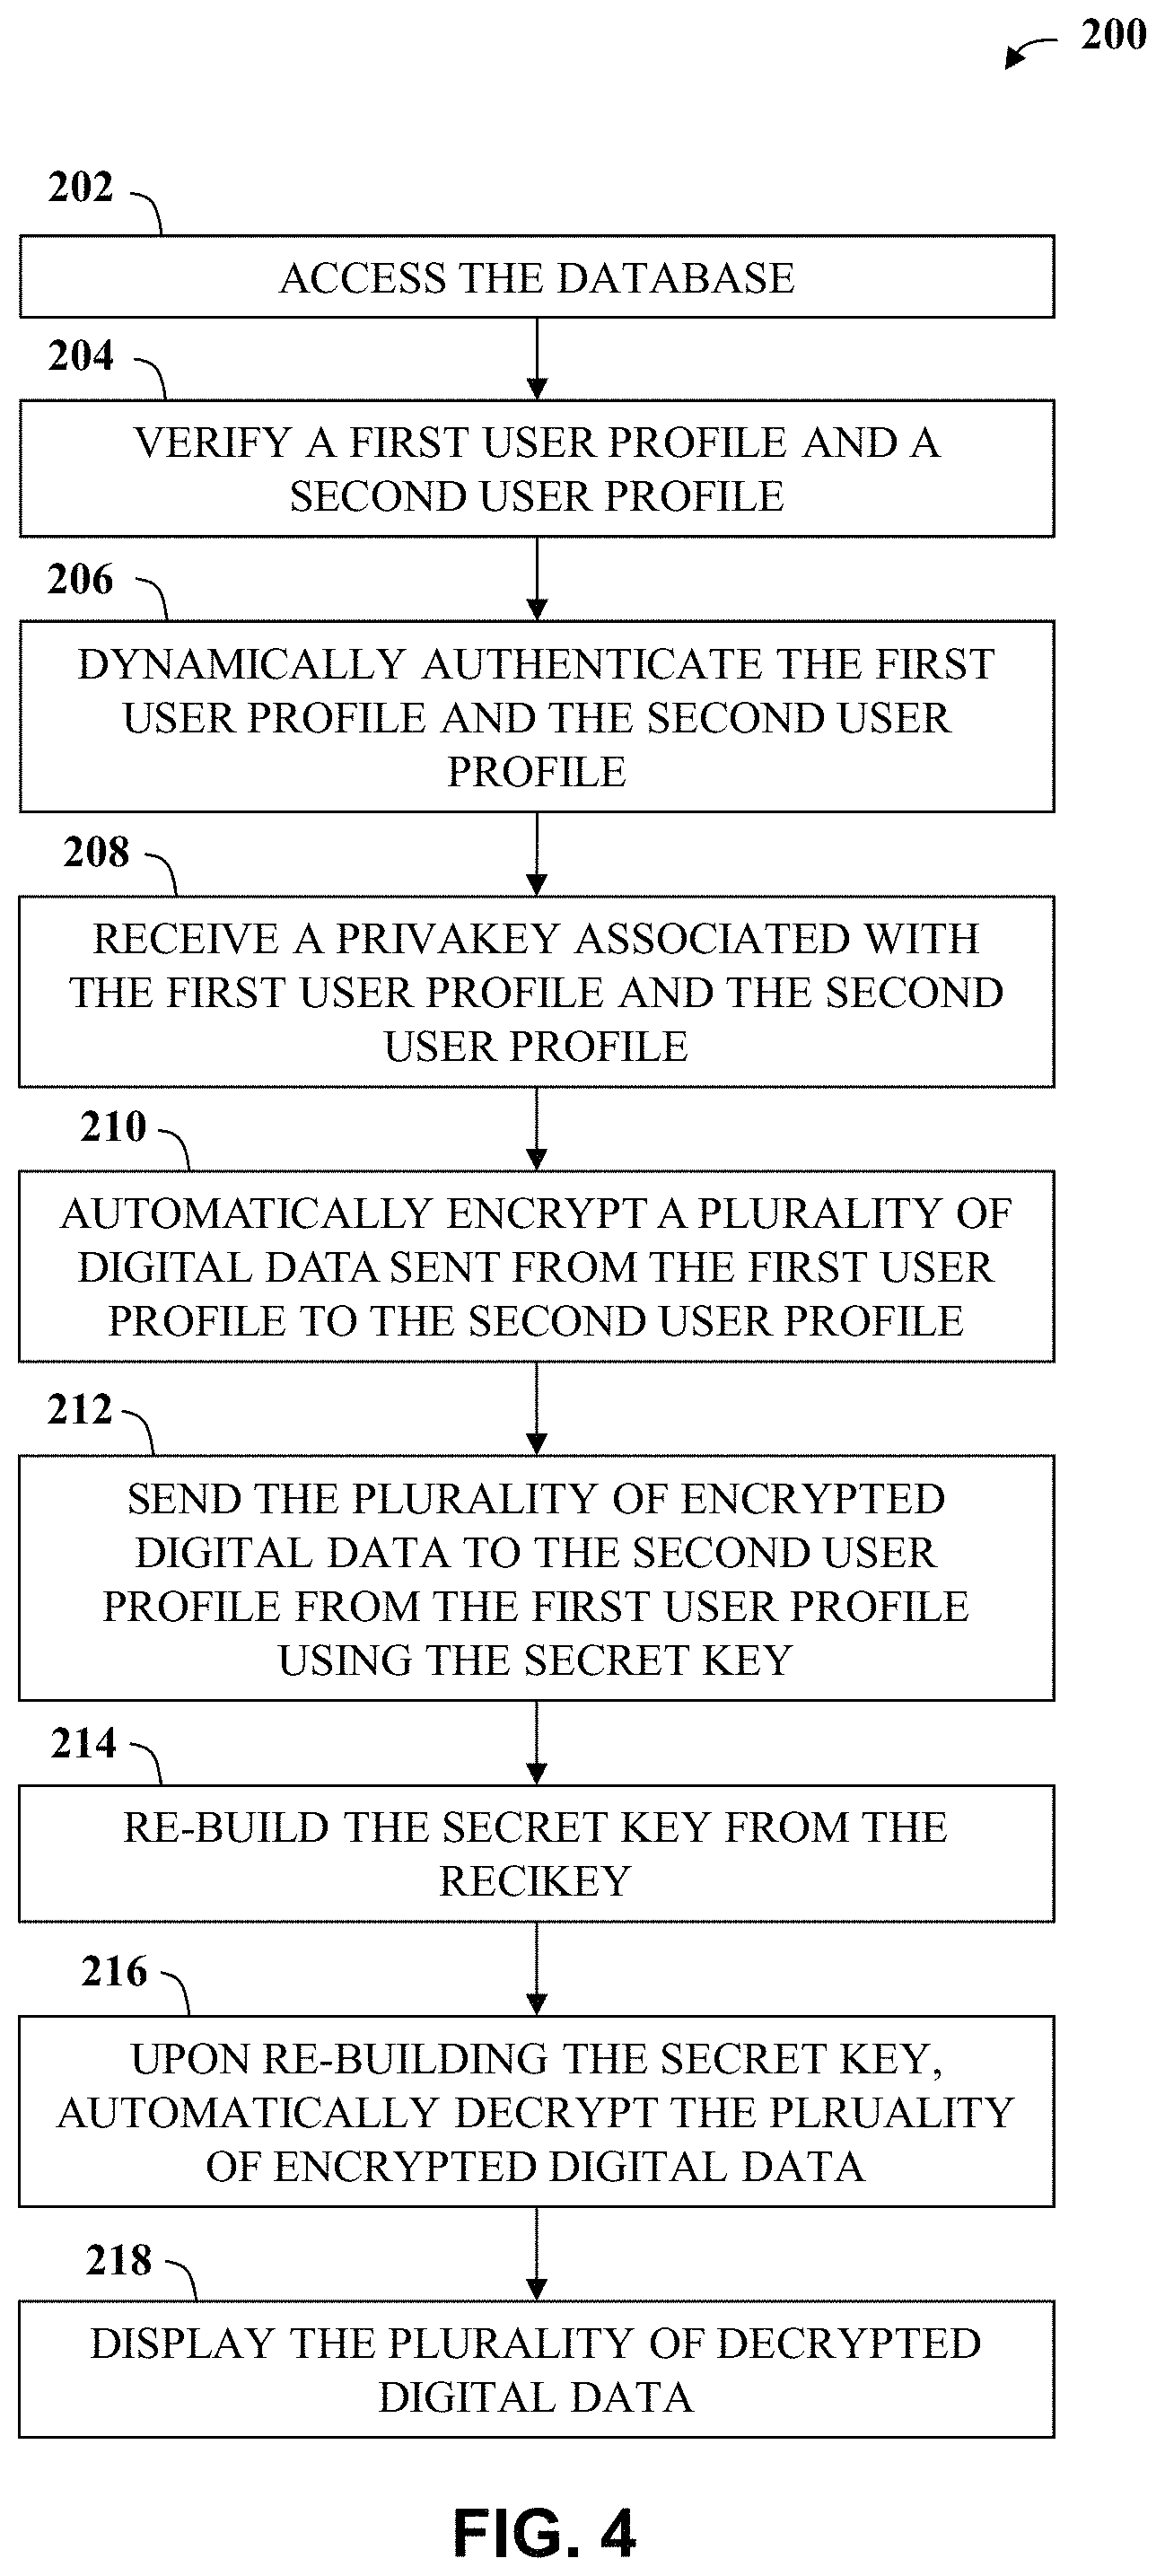 200
202
ACCESS THE DATABASE
204
VERIFY A FIRST USER PROFILE AND A
SECOND USER PROFILE
206
DYNAMICALLY AUTHENTICATE THE FIRST
USER PROFILE AND THE SECOND USER
PROFILE
208
RECEIVE A PRIVAKEY ASSOCIATED WITH
THE FIRST USER PROFILE AND THE SECOND
USER PROFILE
210
AUTOMATICALLY ENCRYPT A PLURALITY OF
DIGITAL DATA SENT FROM THE FIRST USER
PROFILE TO THE SECOND USER PROFILE
212
SEND THE PLURALITY OF ENCRYPTED
DIGITAL DATA TO THE SECOND USER
PROFILE FROM THE FIRST USER PROFILE
USING THE SECRET KEY
214
RE-BUILD THE SECRET KEY FROM THE
RECIKEY
216
UPON RE-BUILDING THE SECRET KEY,
AUTOMATICALLY DECRYPT THE PLRUALITY
OF ENCRYPTED DIGITAL DATA
218
DISPLAY THE PLURALITY OF DECRYPTED
DIGITAL DATA
FIG. 4